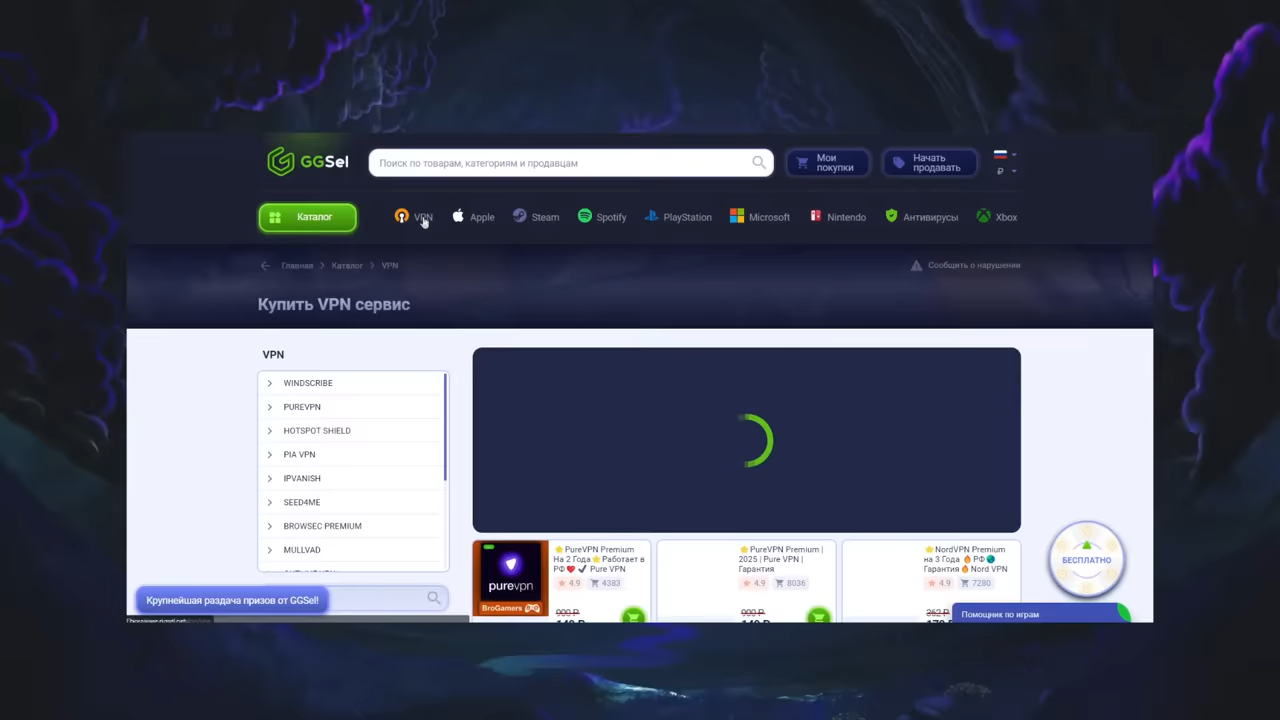 GGSel
Поиск по товарам, категориям и продавцам
Мои
покупки
Начать
продавать
₽
Каталог
VPN
Apple
Steam
Spotify
PlayStation
Microsoft
Nintendo
Антивирусы
Xbox
Главная > Каталог > VPN
Сообщить о нарушении
Купить VPN сервис
VPN
WINDSCRIBE
PUREVPN
HOTSPOT SHIELD
PIA VPN
IPVANISH
SEED4ME
BROWSEC PREMIUM
MULLVAD
purevpn
BroGamers
⭐PureVPN Premium
На 2 Года ⭐Работает в
РФ❤️ ✔️ Pure VPN
4.9 4383
900 ₽
⭐PureVPN Premium |
2025 | Pure VPN |
Гарантия
4.9 8036
900 ₽
⭐NordVPN Premium
на 3 Года 🔥 РФ🌏
Гарантия 🔥 Nord VPN
4.9 7280
362 ₽
БЕСПЛАТНО
Крупнейшая раздача призов от GGSel!
Помощник по играм